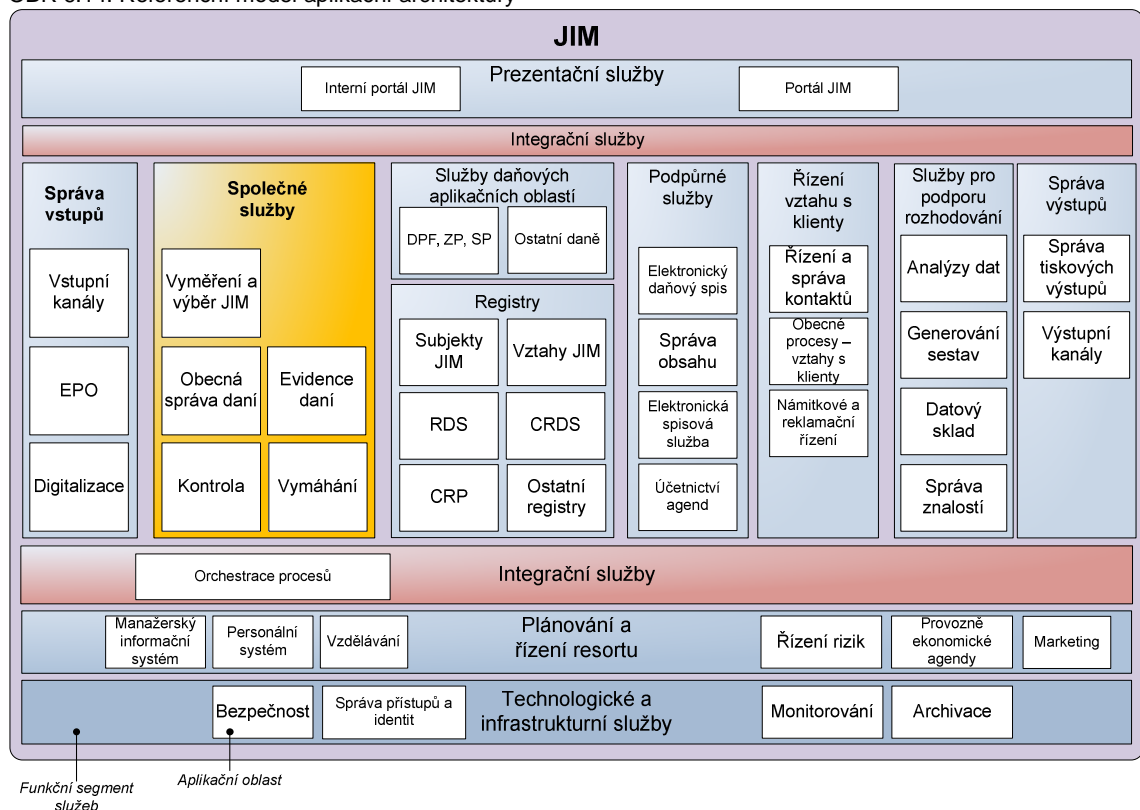 JIM
Prezentační služby
Interní portál JIM
Portál JIM
Integrační služby
Správa
vstupů
Vstupní
kanály
EPO
Digitalizace
Společné
služby
Vyměření a
výběr JIM
Obecná
správa daní
Evidence
daní
Kontrola
Vymáhání
Služby daňových
aplikačních oblastí
DPF, ZP, SP
Ostatní daně
Registry
Subjekty
JIM
Vztahy JIM
RDS
CRDS
CRP
Ostatní
registry
Podpůrné
služby
Elektronický
daňový spis
Správa
obsahu
Elektronická
spisová
služba
Účetnictví
agend
Řízení
vztahu s
klienty
Řízení a
správa
kontaktů
Obecné
procesy –
vztahy s
klienty
Námitkové a
reklamační
řízení
Služby pro
podporu
rozhodování
Analýzy dat
Generování
sestav
Datový
sklad
Správa
znalostí
Správa
výstupů
Správa
tiskových
výstupů
Výstupní
kanály
Orchestrace procesů
Integrační služby
Manažerský
informační
systém
Personální
systém
Vzdělávání
Plánování a
řízení resortu
Řízení rizik
Provozně
ekonomické
agendy
Marketing
Bezpečnost
Správa přístupů a
identit
Technologické a
infrastrukturní služby
Monitorování
Archivace
Funkční segment
služeb
Aplikační oblast